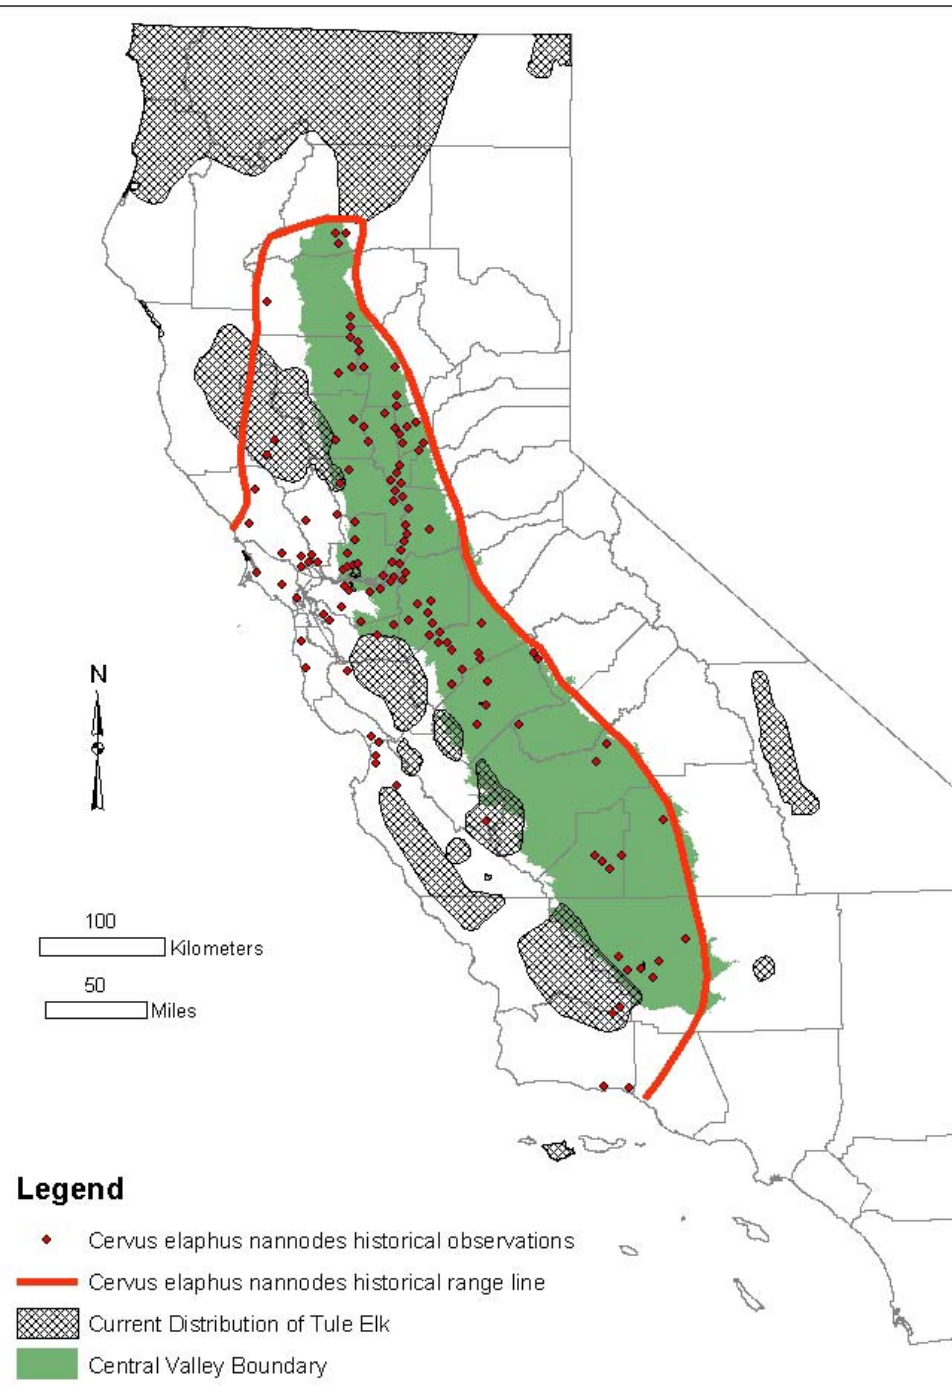 N
100
Kilometers
50
Miles
Legend
Cervus elaphus nannodes historical observations
Cervus elaphus nannodes historical range line
Current Distribution of Tule Elk
Central Valley Boundary